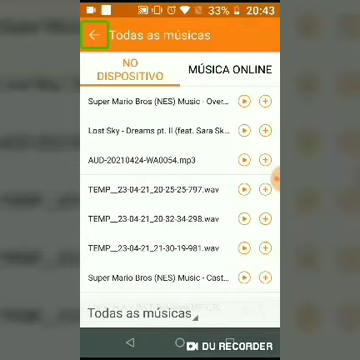 33% 20:43
Todas as músicas
NO DISPOSITIVO
MÚSICA ONLINE
Super Mario Bros (NES) Music - Over...
Lost Sky - Dreams pt. II (feat. Sara Sk...
AUD-20210424-WA0054.mp3
TEMP__23-04-21_20-25-25-797.wav
TEMP__23-04-21_20-32-34-298.wav
TEMP__23-04-21_21-30-19-981.wav
Super Mario Bros (NES) Music - Cast...
Todas as músicas
DU RECORDER